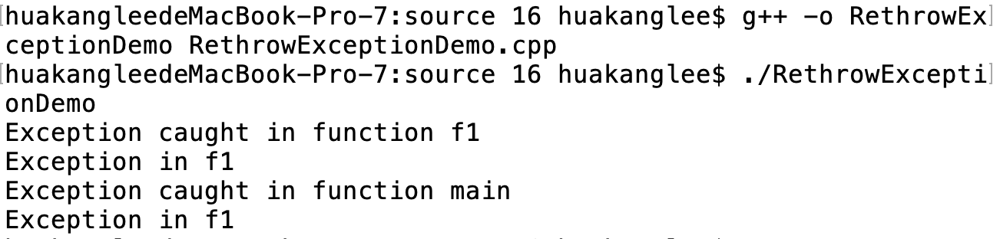 [huakangleedeMacBook-Pro-7:source 16 huakanglee$ g++ -o RethrowEx]
ceptionDemo RethrowExceptionDemo.cpp
[huakangleedeMacBook-Pro-7:source 16 huakanglee$ ./RethrowExcepti]
onDemo
Exception caught in function f1
Exception in f1
Exception caught in function main
Exception in f1